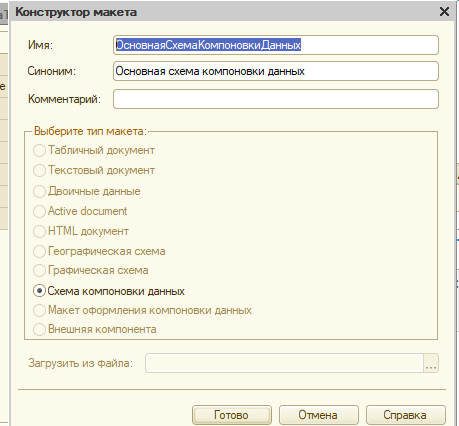 Конструктор макета
Имя: ОсновнаяСхемаКомпоновкиДанных
Синоним: Основная схема компоновки данных
Комментарий:
Выберите тип макета:
Табличный документ
Текстовый документ
Двоичные данные
Active document
HTML документ
Географическая схема
Графическая схема
Схема компоновки данных
Макет оформления компоновки данных
Внешняя компонента
Загрузить из файла: ...
Готово Отмена Справка